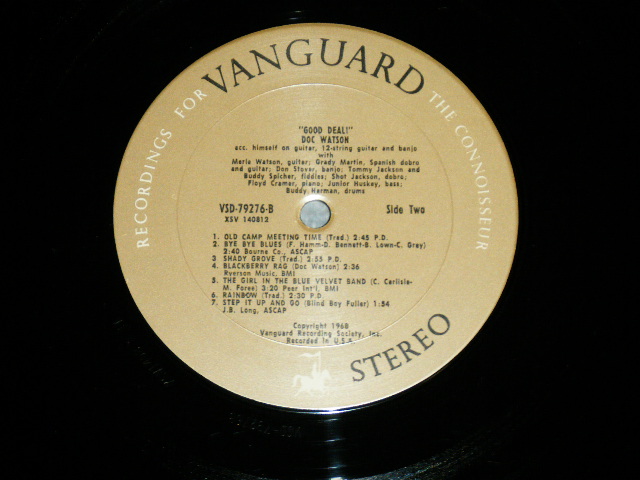 RECORDINGS FOR VANGUARD THE CONNOISSEUR
"GOOD DEAL!"
DOC WATSON
acc. himself on guitar, 12-string guitar and banjo
with
Merle Watson, guitar; Grady Martin, Spanish dobro
and guitar; Don Stover, banjo; Tommy Jackson and
Buddy Spicher, fiddles; Shot Jackson, dobro;
Floyd Cramer, piano; Junior Huskey, bass;
Buddy Harman, drums
VSD-79276-B Side Two
XSV 140812
1. OLD CAMP MEETING TIME (Trad.) 2:45 P.D.
2. BYE BYE BLUES (F. Hamm-D. Bennett-B. Lown-C. Grey)
2:40 Bourne Co., ASCAP
3. SHADY GROVE (Trad.) 2:55 P.D.
4. BLACKBERRY RAG (Doc Watson) 2:36
Ryerson Music, BMI
5. THE GIRL IN THE BLUE VELVET BAND (C. Carlisle-
M. Foree) 3:20 Peer Int'l. BMI
6. RAINBOW (Trad.) 2:30 P.D.
7. STEP IT UP AND GO (Blind Boy Fuller) 1:54
J.B. Long, ASCAP
Copyright 1968
Vanguard Recording Society, Inc.
Recorded in U.S.A.
STEREO